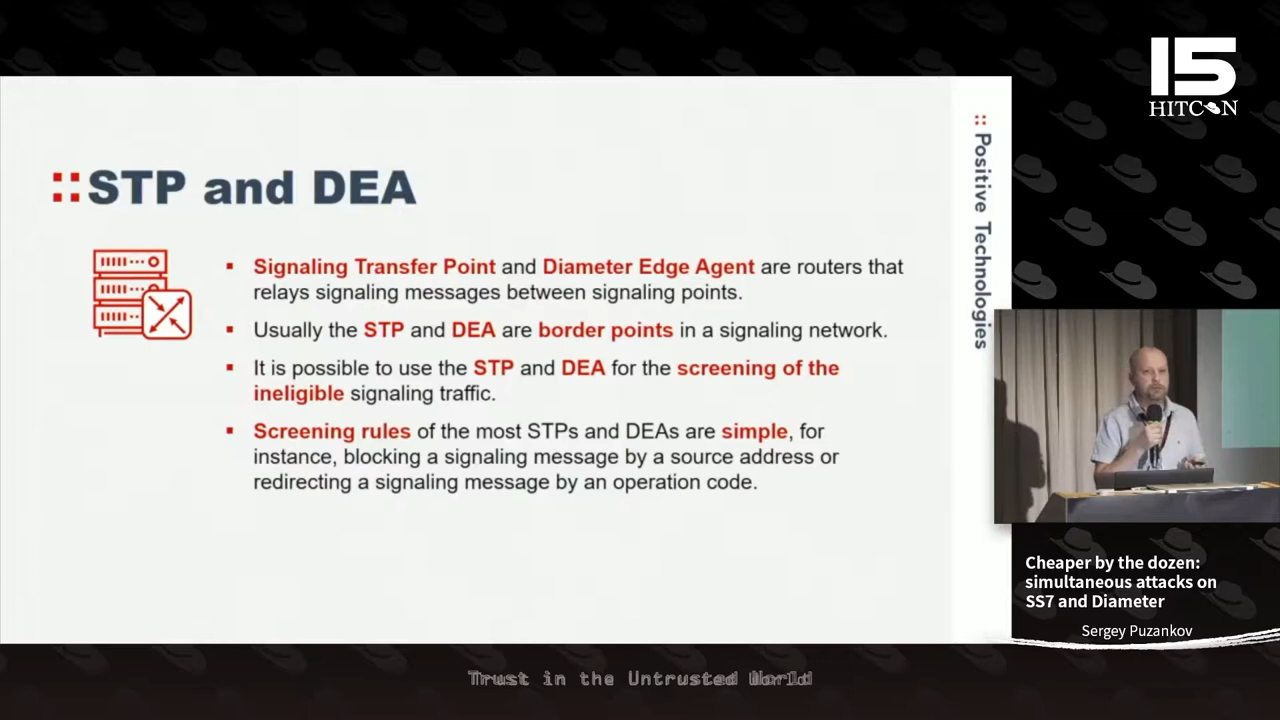 15
HITCON
:: Positive Technologies
::STP and DEA
▪ Signaling Transfer Point and Diameter Edge Agent are routers that
relays signaling messages between signaling points.
▪ Usually the STP and DEA are border points in a signaling network.
▪ It is possible to use the STP and DEA for the screening of the
ineligible signaling traffic.
▪ Screening rules of the most STPs and DEAs are simple, for
instance, blocking a signaling message by a source address or
redirecting a signaling message by an operation code.
Cheaper by the dozen:
simultaneous attacks on
SS7 and Diameter
Sergey Puzankov
Trust in the Untrusted World